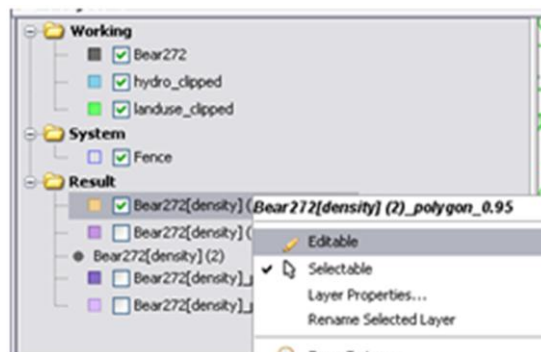 Working
Bear272
hydro_clipped
landuse_clipped
System
Fence
Result
Bear272[density] (
Bear272[density] (2)_polygon_0.95
Bear272[density] (
Editable
Bear272[density] (2)
Selectable
Bear272[density]_
Layer Properties...
Bear272[density]_
Rename Selected Layer